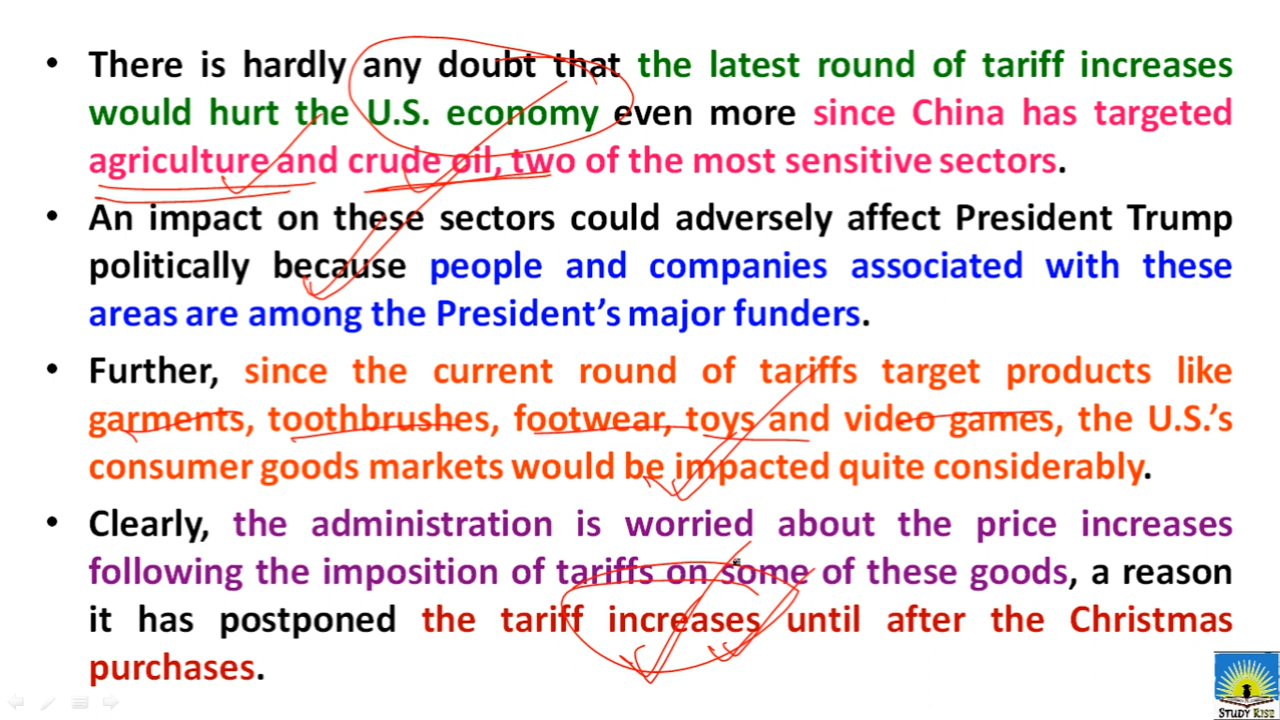 • There is hardly any doubt that the latest round of tariff increases
would hurt the U.S. economy even more since China has targeted
agriculture and crude oil, two of the most sensitive sectors.
• An impact on these sectors could adversely affect President Trump
politically because people and companies associated with these
areas are among the President's major funders.
• Further, since the current round of tariffs target products like
garments, toothbrushes, footwear, toys and video games, the U.S.'s
consumer goods markets would be impacted quite considerably.
• Clearly, the administration is worried about the price increases
following the imposition of tariffs on some of these goods, a reason
it has postponed the tariff increases until after the Christmas
purchases.
STUDY RISE